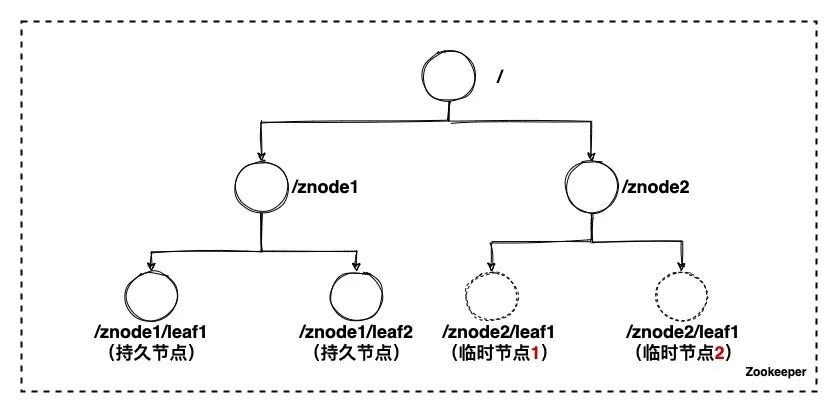 /
/znode1
/znode2
/znode1/leaf1
(持久节点)
/znode1/leaf2
(持久节点)
/znode2/leaf1
(临时节点1)
/znode2/leaf1
(临时节点2)
Zookeeper